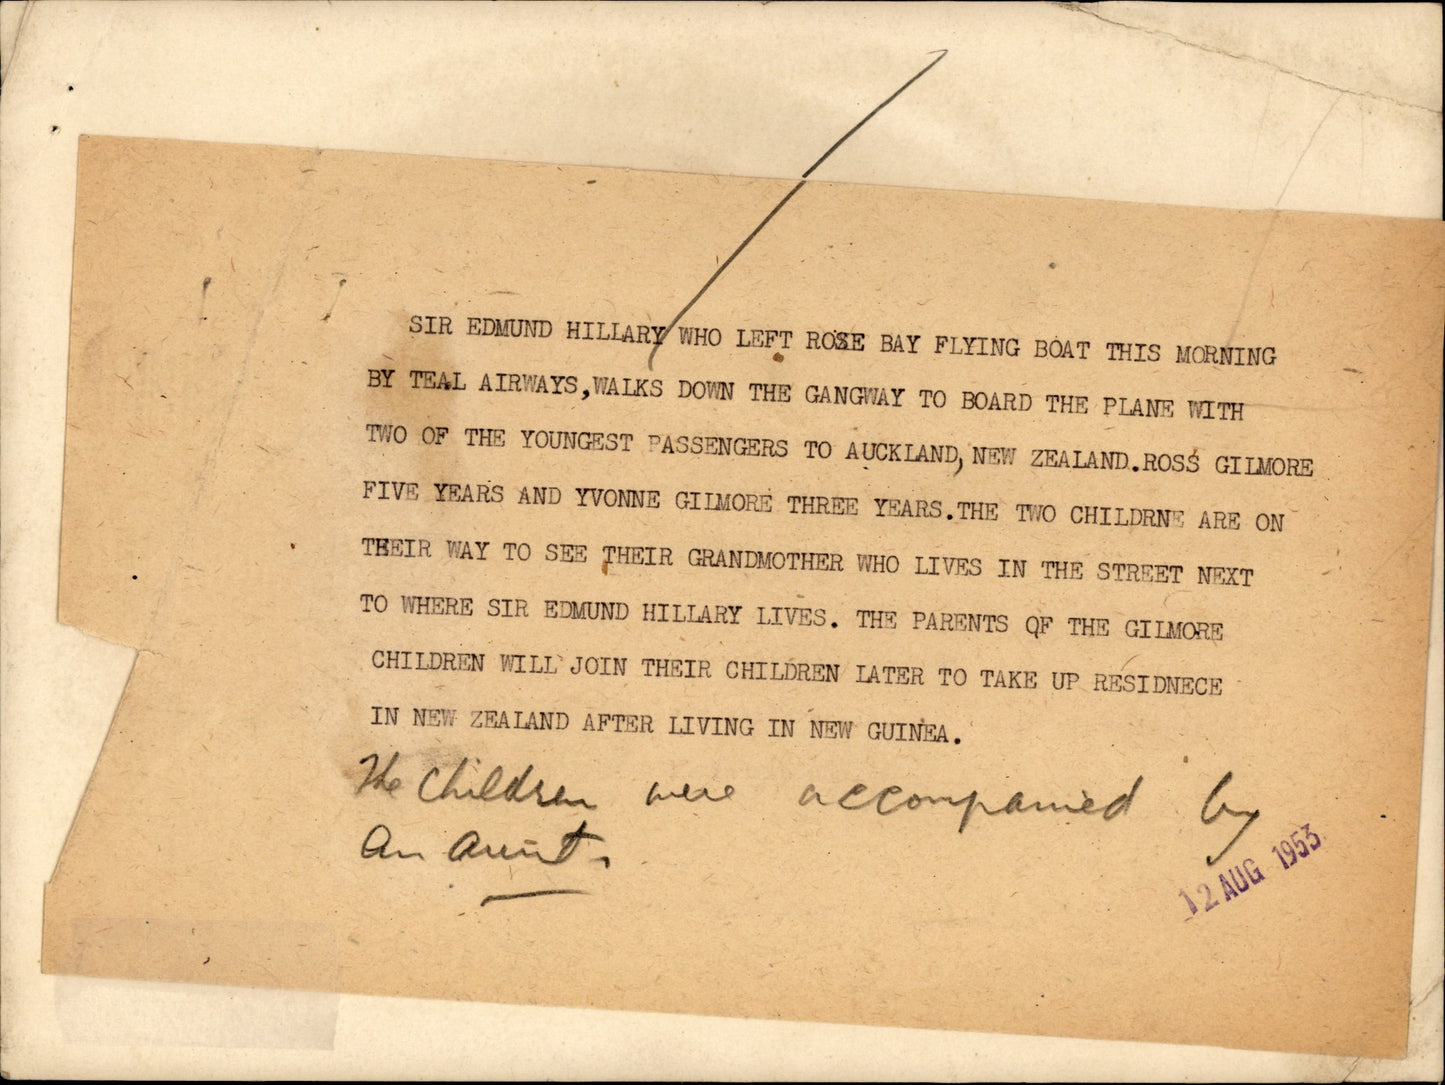 SIR EDMUND HILLARY WHO LEFT ROSE BAY FLYING BOAT THIS MORNING
BY TEAL AIRWAYS,WALKS DOWN THE GANGWAY TO BOARD THE PLANE WITH
TWO OF THE YOUNGEST PASSENGERS TO AUCKLAND, NEW ZEALAND.ROSS GILMORE
FIVE YEARS AND YVONNE GILMORE THREE YEARS.THE TWO CHILDRNE ARE ON
THEIR WAY TO SEE THEIR GRANDMOTHER WHO LIVES IN THE STREET NEXT
TO WHERE SIR EDMUND HILLARY LIVES. THE PARENTS OF THE GILMORE
CHILDREN WILL JOIN THEIR CHILDREN LATER TO TAKE UP RESIDNECE
IN NEW ZEALAND AFTER LIVING IN NEW GUINEA.
The Children were accompanied by
an aunt.
12 AUG 1953